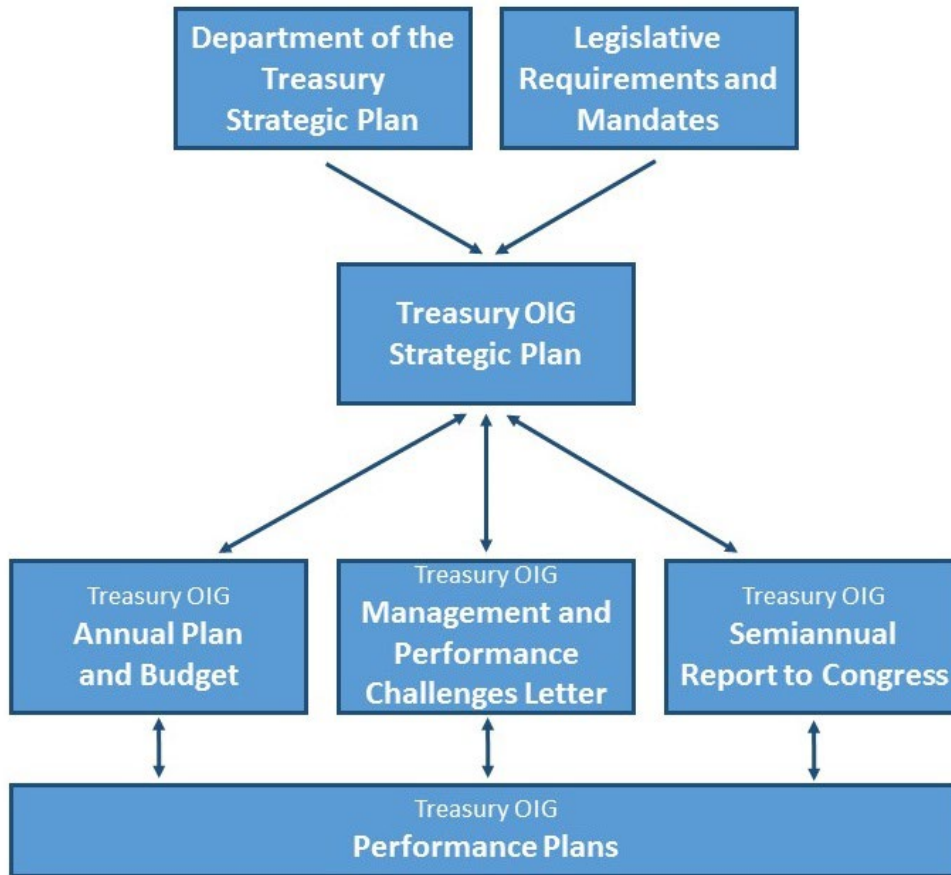 Department of the
Treasury
Strategic Plan
Legislative
Requirements and
Mandates
Treasury OIG
Strategic Plan
Treasury OIG
Annual Plan
and Budget
Treasury OIG
Management and
Performance
Challenges Letter
Treasury OIG
Semiannual
Report to Congress
Treasury OIG
Performance Plans